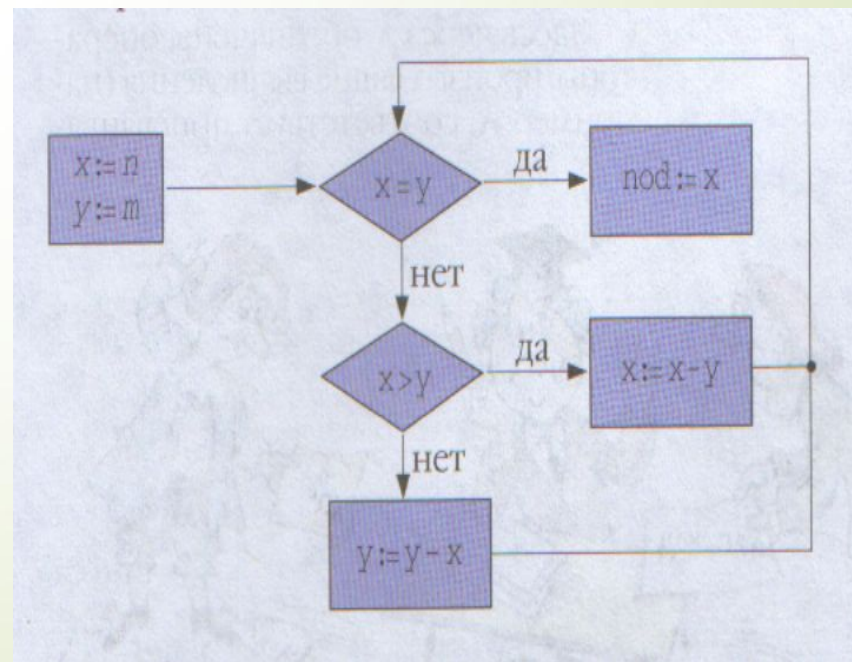 x:=n
y:=m
x=y
да
nod:=x
нет
x>y
да
x:=x-y
нет
y:=y-x